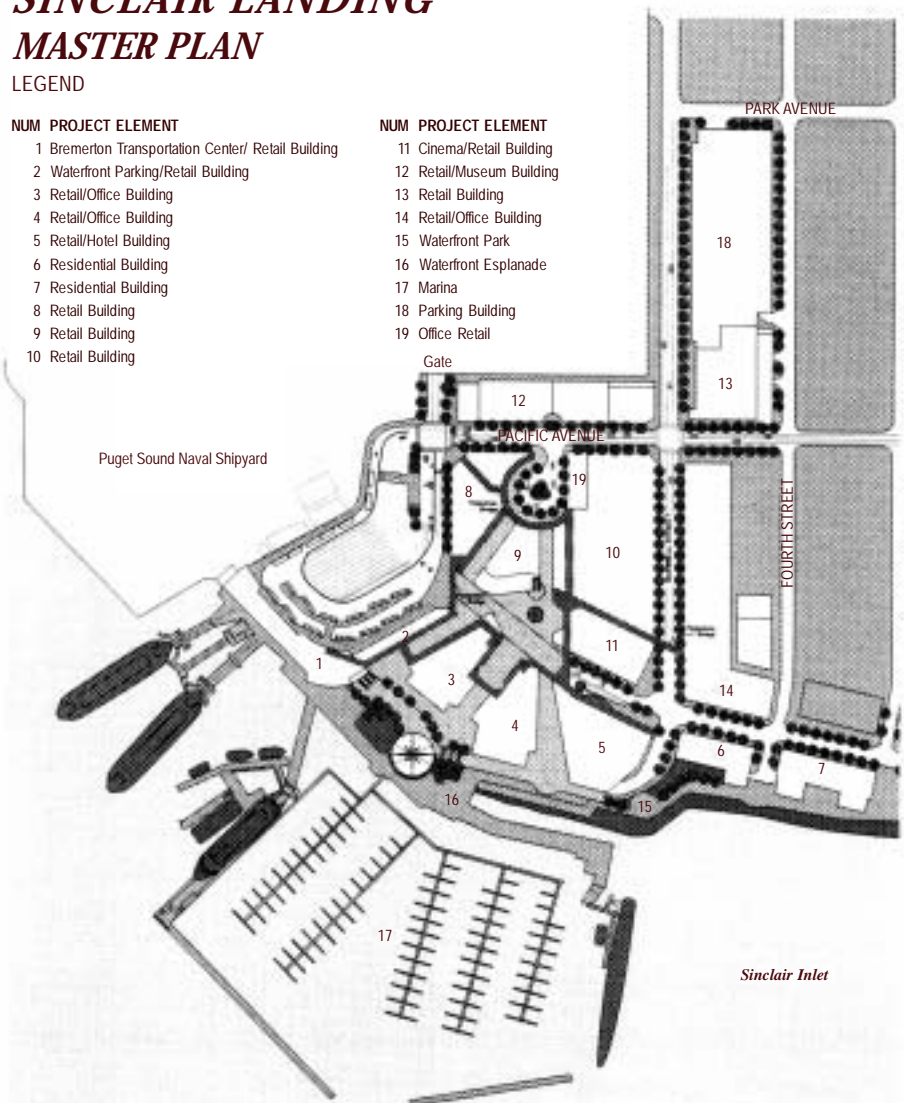 SINCLAIR LANDING
MASTER PLAN
LEGEND
NUM PROJECT ELEMENT
1 Bremerton Transportation Center/ Retail Building
2 Waterfront Parking/Retail Building
3 Retail/Office Building
4 Retail/Office Building
5 Retail/Hotel Building
6 Residential Building
7 Residential Building
8 Retail Building
9 Retail Building
10 Retail Building
NUM PROJECT ELEMENT
11 Cinema/Retail Building
12 Retail/Museum Building
13 Retail Building
14 Retail/Office Building
15 Waterfront Park
16 Waterfront Esplanade
17 Marina
18 Parking Building
19 Office Retail
PARK AVENUE
18
Gate
13
12
PACIFIC AVENUE
Puget Sound Naval Shipyard
19
8
FOURTH STREET
9
10
2
11
1
3
14
4
5
6
7
16
15
17
Sinclair Inlet